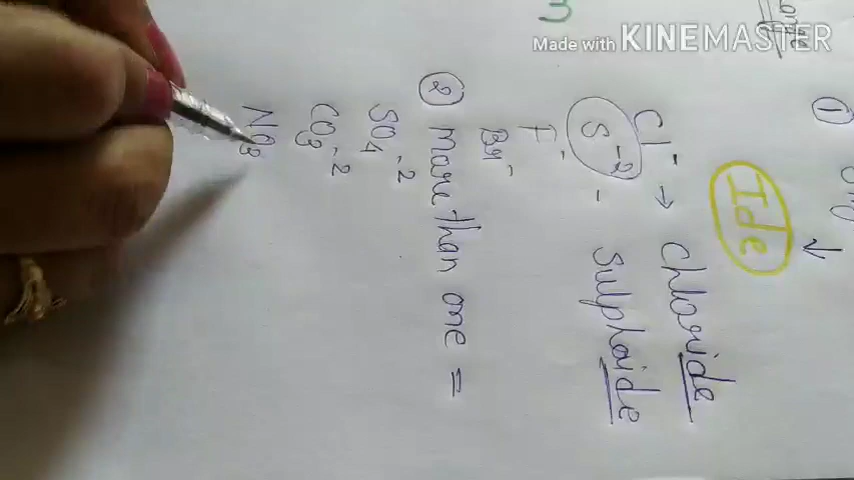 ①
Ide ↓
Cl⁻ → Chloride
S⁻² - Sulphide
F⁻
Br⁻
② More than one =
SO₄⁻²
CO₃⁻²
NO₃
Made with KINEMASTER